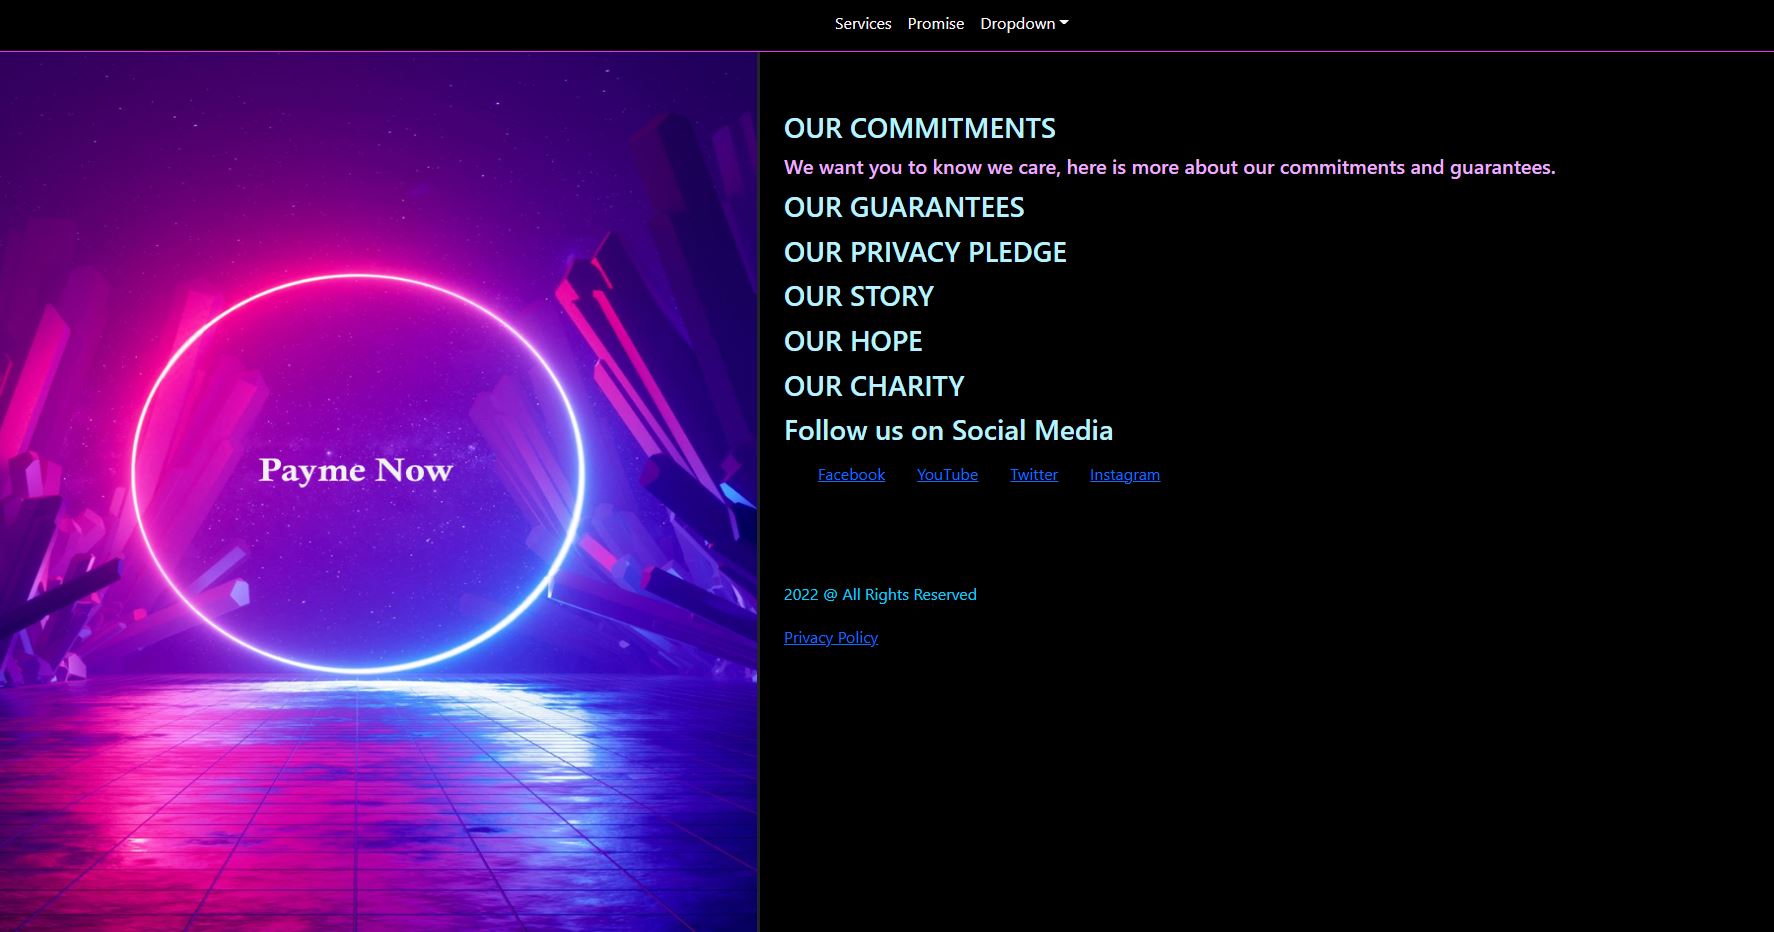 Services Promise Dropdown
Payme Now
OUR COMMITMENTS
We want you to know we care, here is more about our commitments and guarantees.
OUR GUARANTEES
OUR PRIVACY PLEDGE
OUR STORY
OUR HOPE
OUR CHARITY
Follow us on Social Media
Facebook YouTube Twitter Instagram
2022 @ All Rights Reserved
Privacy Policy